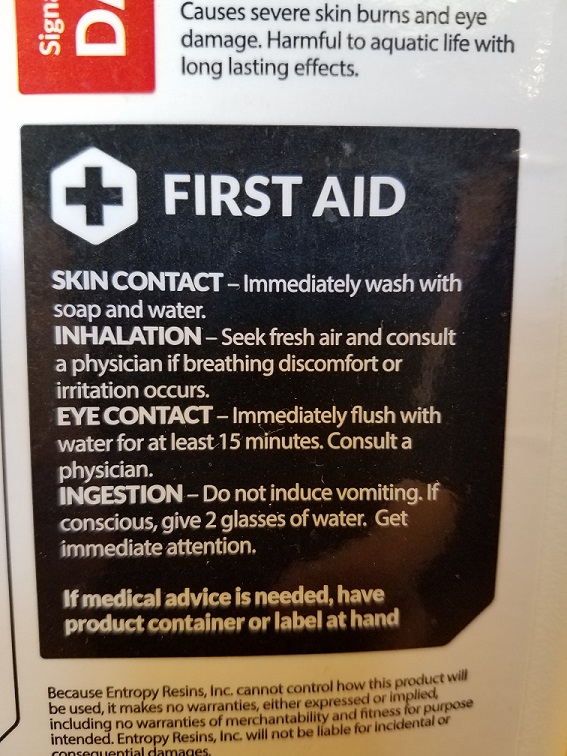 Signa
DA
Causes severe skin burns and eye
damage. Harmful to aquatic life with
long lasting effects.
FIRST AID
SKIN CONTACT – Immediately wash with
soap and water.
INHALATION – Seek fresh air and consult
a physician if breathing discomfort or
irritation occurs.
EYE CONTACT – Immediately flush with
water for at least 15 minutes. Consult a
physician.
INGESTION – Do not induce vomiting. If
conscious, give 2 glasses of water. Get
immediate attention.
If medical advice is needed, have
product container or label at hand
Because Entropy Resins, Inc. cannot control how this product will
be used, it makes no warranties, either expressed or implied,
including no warranties of merchantability and fitness for purpose
intended. Entropy Resins, Inc. will not be liable for incidental or
consequential damages.